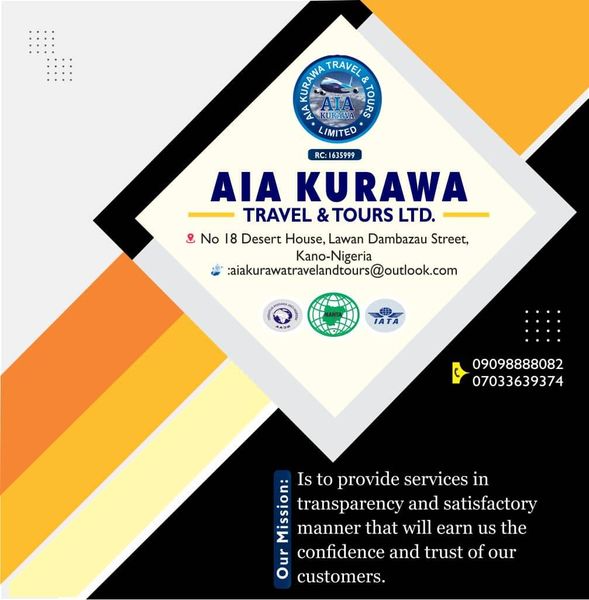 AIA KURAWA TRAVEL & TOURS
AIA
KURAWA
• LIMITED •
RC: 1635999
AIA KURAWA
TRAVEL & TOURS LTD.
No 18 Desert House, Lawan Dambazau Street,
Kano-Nigeria
:aiakurawatravelandtours@outlook.com
NANTA
IATA
09098888082
07033639374
Our Mission:
Is to provide services in
transparency and satisfactory
manner that will earn us the
confidence and trust of our
customers.